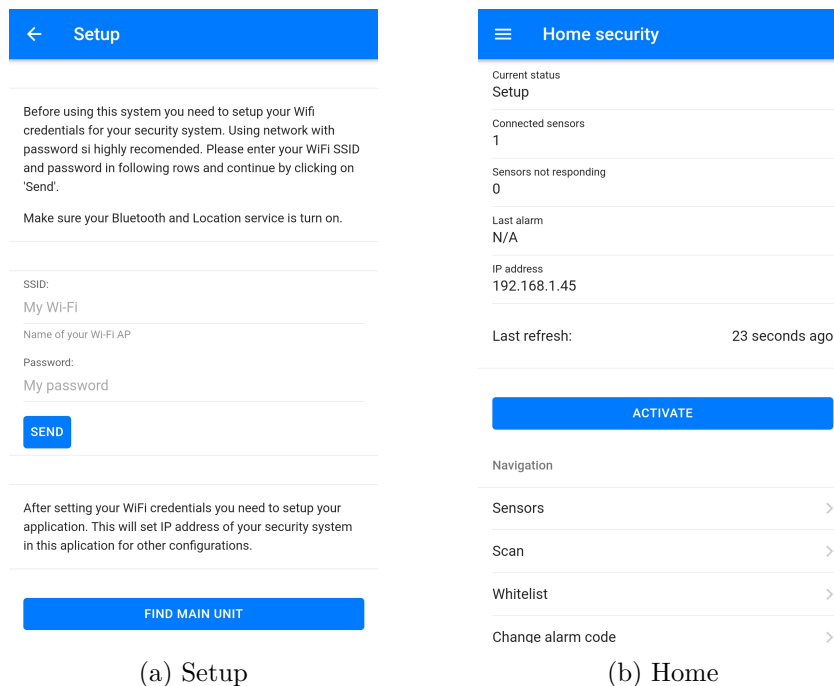 Setup
Before using this system you need to setup your Wifi
credentials for your security system. Using network with
password si highly recomended. Please enter your WiFi SSID
and password in following rows and continue by clicking on
'Send'.
Make sure your Bluetooth and Location service is turn on.
SSID:
My Wi-Fi
Name of your Wi-Fi AP
Password:
My password
SEND
After setting your WiFi credentials you need to setup your
application. This will set IP address of your security system
in this aplication for other configurations.
FIND MAIN UNIT
(a) Setup
Home security
Current status
Setup
Connected sensors
1
Sensors not responding
0
Last alarm
N/A
IP address
192.168.1.45
Last refresh: 23 seconds ago
ACTIVATE
Navigation
Sensors
Scan
Whitelist
Change alarm code
(b) Home